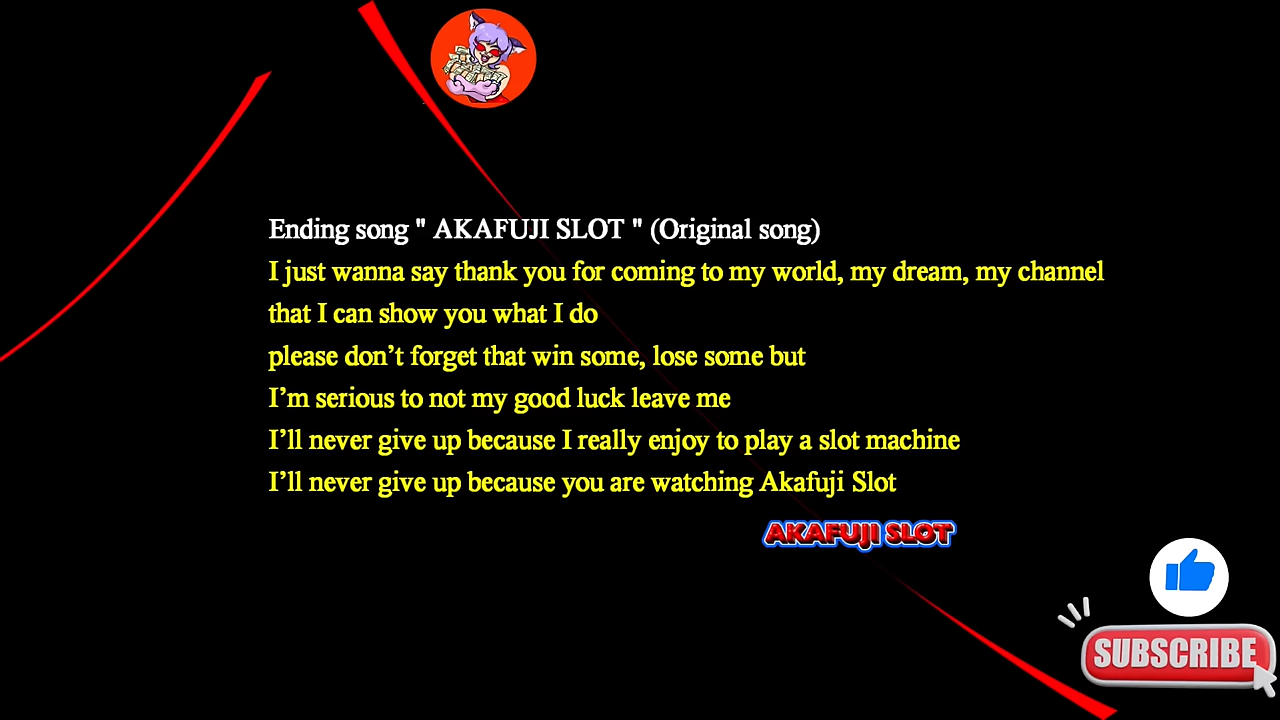 Ending song " AKAFUJI SLOT " (Original song)
I just wanna say thank you for coming to my world, my dream, my channel
that I can show you what I do
please don’t forget that win some, lose some but
I’m serious to not my good luck leave me
I’ll never give up because I really enjoy to play a slot machine
I’ll never give up because you are watching Akafuji Slot
AKAFUJI SLOT
SUBSCRIBE